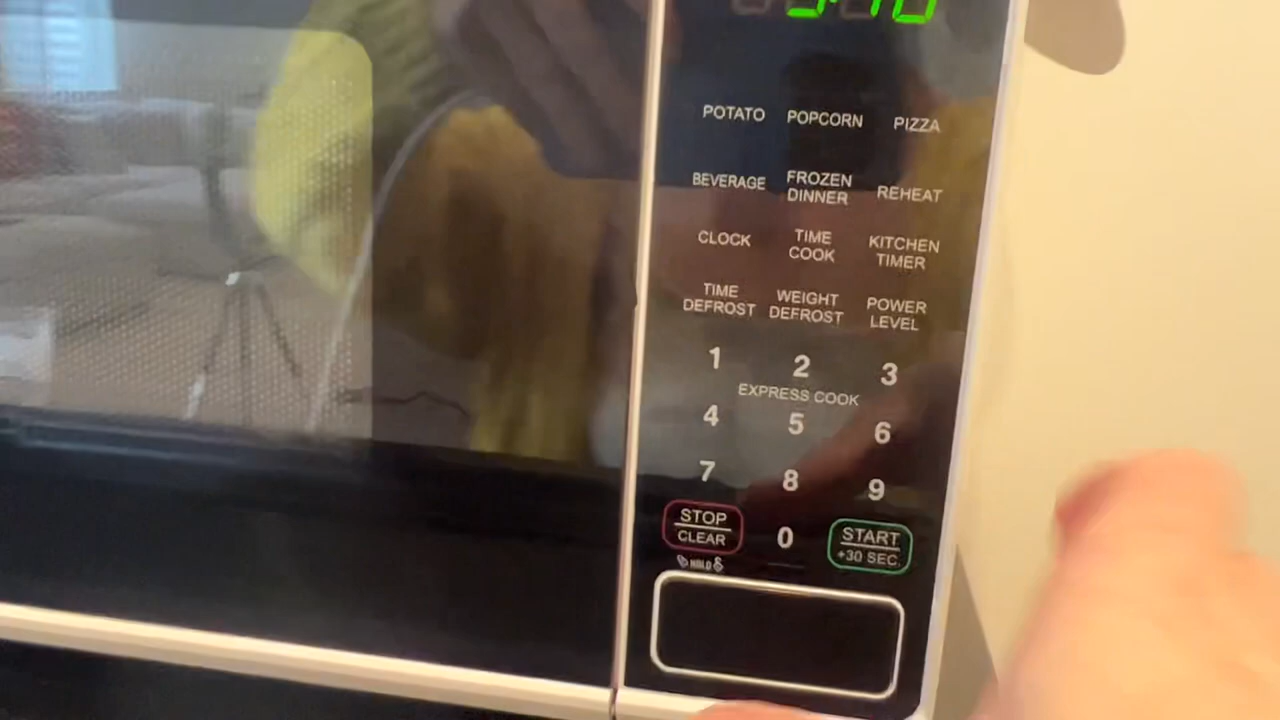 POTATO POPCORN PIZZA
BEVERAGE FROZEN DINNER REHEAT
CLOCK TIME COOK KITCHEN TIMER
TIME DEFROST WEIGHT DEFROST POWER LEVEL
1 2 3
EXPRESS COOK
4 5 6
7 8 9
STOP CLEAR 0 START +30 SEC.
HOLD